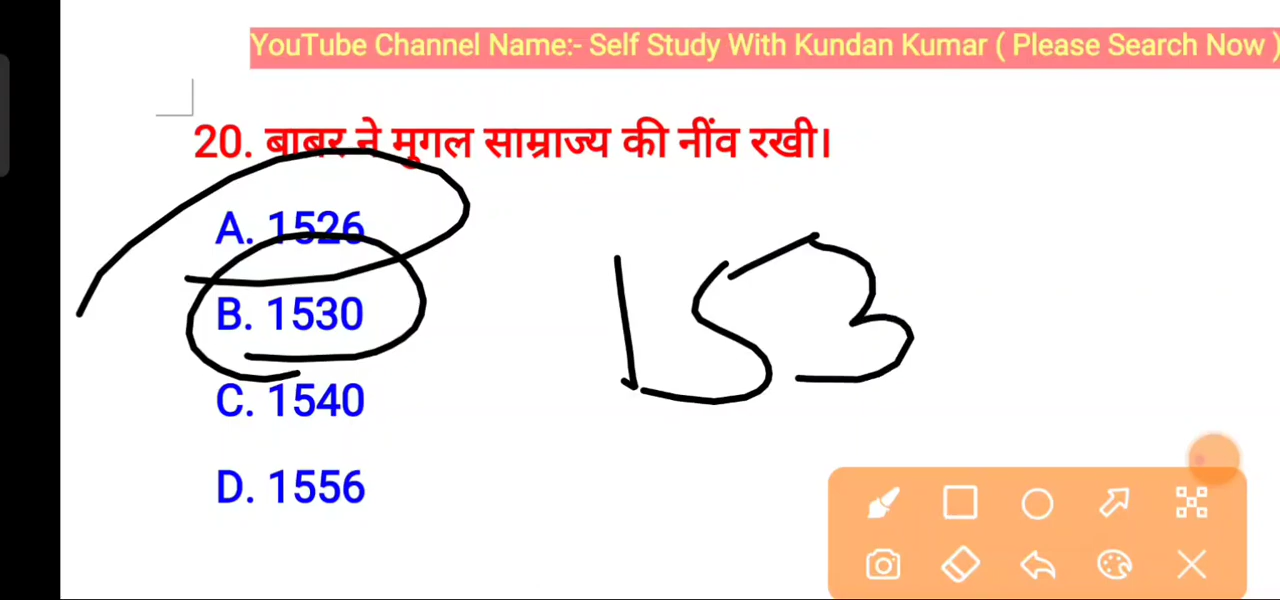 YouTube Channel Name:- Self Study With Kundan Kumar ( Please Search Now )
20. बाबर ने मुगल साम्राज्य की नींव रखी।
A. 1526
B. 1530
153
C. 1540
D. 1556